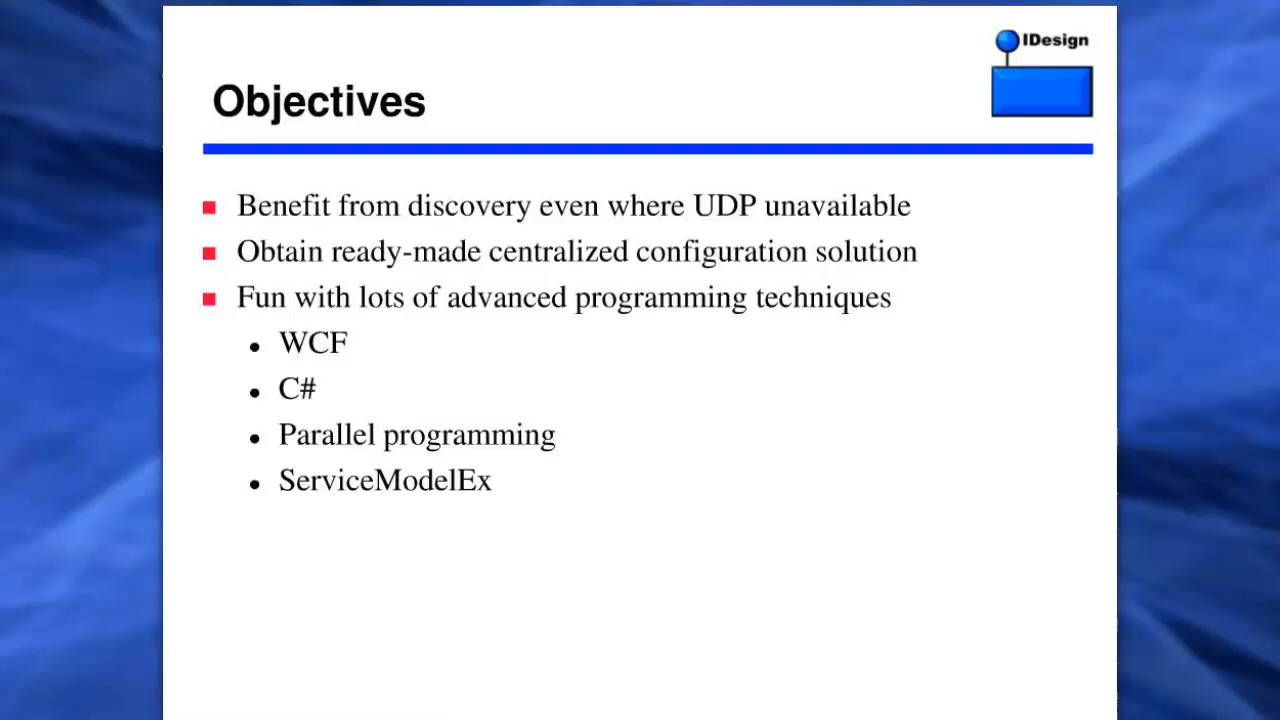 IDesign
Objectives
Benefit from discovery even where UDP unavailable
Obtain ready-made centralized configuration solution
Fun with lots of advanced programming techniques
WCF
C#
Parallel programming
ServiceModelEx